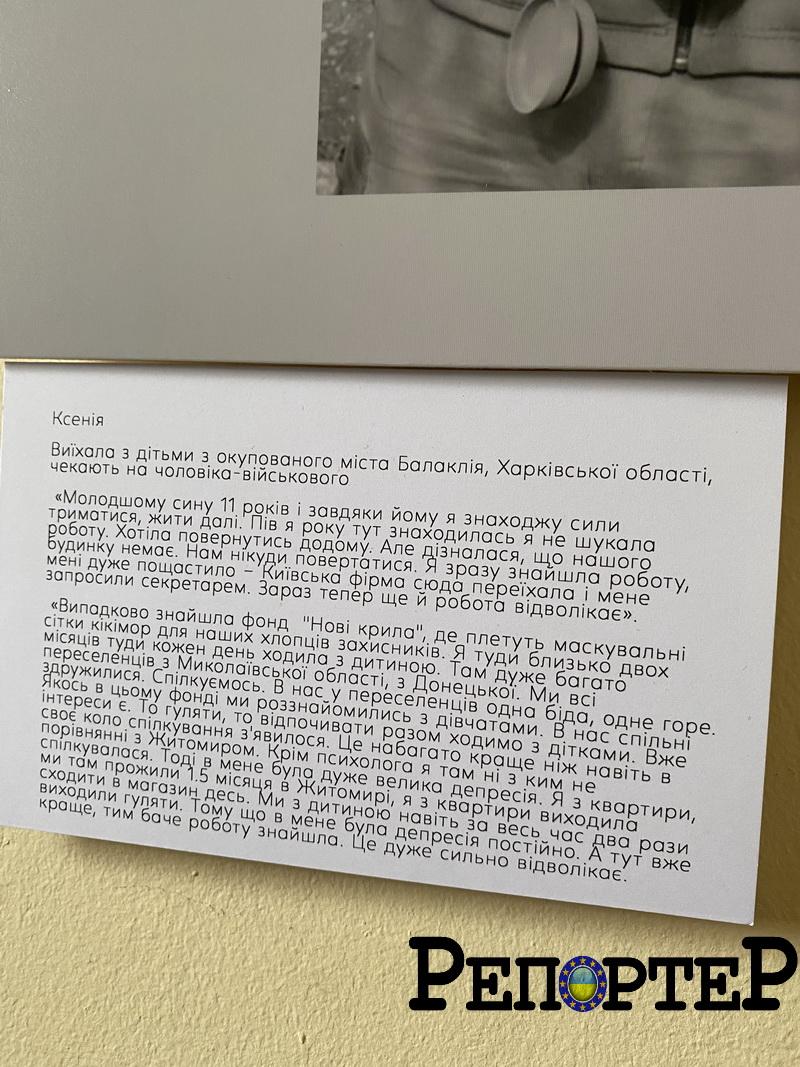 Ксенія
Виїхала з дітьми з окупованого міста Балаклія, Харківської області,
чекають на чоловіка-військового
«Молодшому сину 11 років і завдяки йому я знаходжу сили
триматися, жити далі. Пів я року тут знаходилась я не шукала
роботу. Хотіла повернутись додому. Але дізналася, що нашого
будинку немає. Нам нікуди повертатися. Я зразу знайшла роботу,
мені дуже пощастило – Київська фірма сюда переїхала і мене
запросили секретарем. Зараз тепер ще й робота відволікає».
«Випадково знайшла фонд "Нові крила", де плетуть маскувальні
сітки кікімор для наших хлопців захисників. Я туди близько двох
місяців туди кожен день ходила з дитиною. Там дуже багато
переселенців з Миколаївської області, з Донецької. Ми всі
здружилися. Спілкуємось. В нас у переселенців одна біда, одне горе.
Якось в цьому фонді ми роззнайомились з дівчатами. В нас спільні
інтереси є. То гуляти, то відпочивати разом ходимо з дітками. Вже
своє коло спілкування з'явилося. Це набагато краще ніж навіть в
порівнянні з Житомиром. Крім психолога я там ні з ким не
спілкувалася. Тоді в мене була дуже велика депресія. Я з квартири,
ми там прожили 1.5 місяця в Житомирі, я з квартири виходила
сходити в магазин десь. Ми з дитиною навіть за весь час два рази
виходили гуляти. Тому що в мене була депресія постійно. А тут вже
краще, тим баче роботу знайшла. Це дуже сильно відволікає.
РЕПОРТЕР